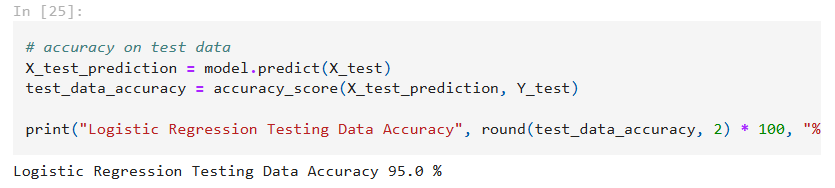 In [25]:
# accuracy on test data
X_test_prediction = model.predict(X_test)
test_data_accuracy = accuracy_score(X_test_prediction, Y_test)
print("Logistic Regression Testing Data Accuracy", round(test_data_accuracy, 2) * 100, "%
Logistic Regression Testing Data Accuracy 95.0 %